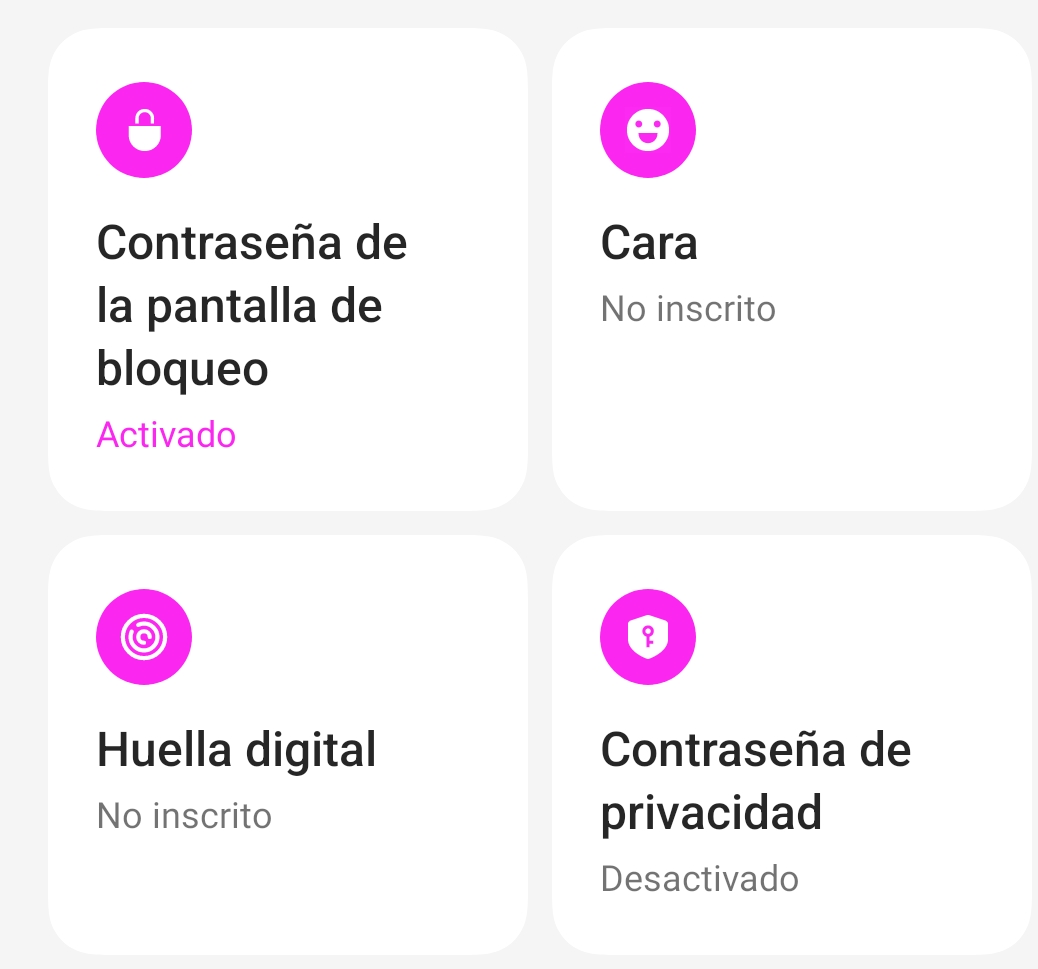 Contraseña de
la pantalla de
bloqueo
Activado
Cara
No inscrito
Huella digital
No inscrito
Contraseña de
privacidad
Desactivado